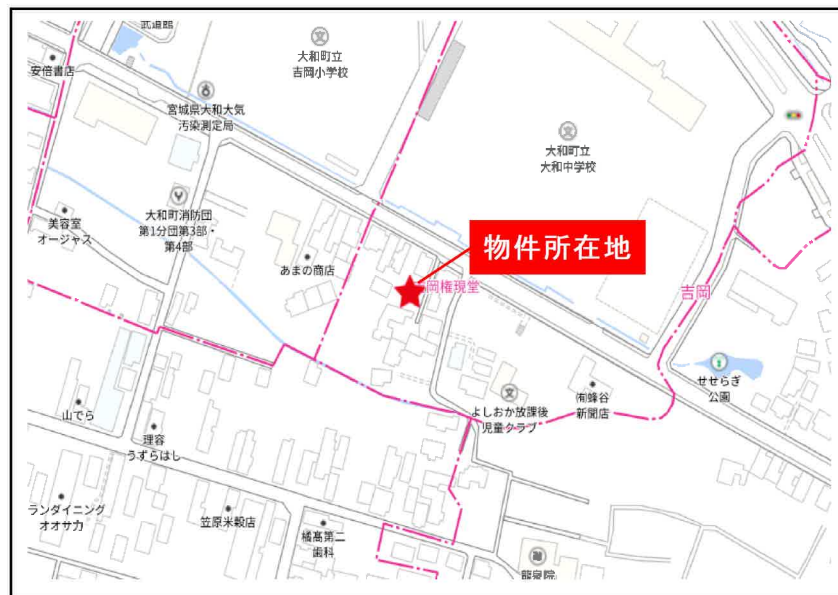 武道館
安倍書店
大和町立
吉岡小学校
宮城県大和大気
汚染測定局
大和町立
大和中学校
美容室
オージャス
大和町消防団
第1分団第3部・
第4部
あまの商店
物件所在地
岡権現堂
吉岡
せせらぎ
公園
よしおか放課後
児童クラブ
㈲蜂谷
新聞店
山でら
理容
うずらはし
ランダイニング
オオサカ
笠原米穀店
橘髙第二
歯科
龍泉院